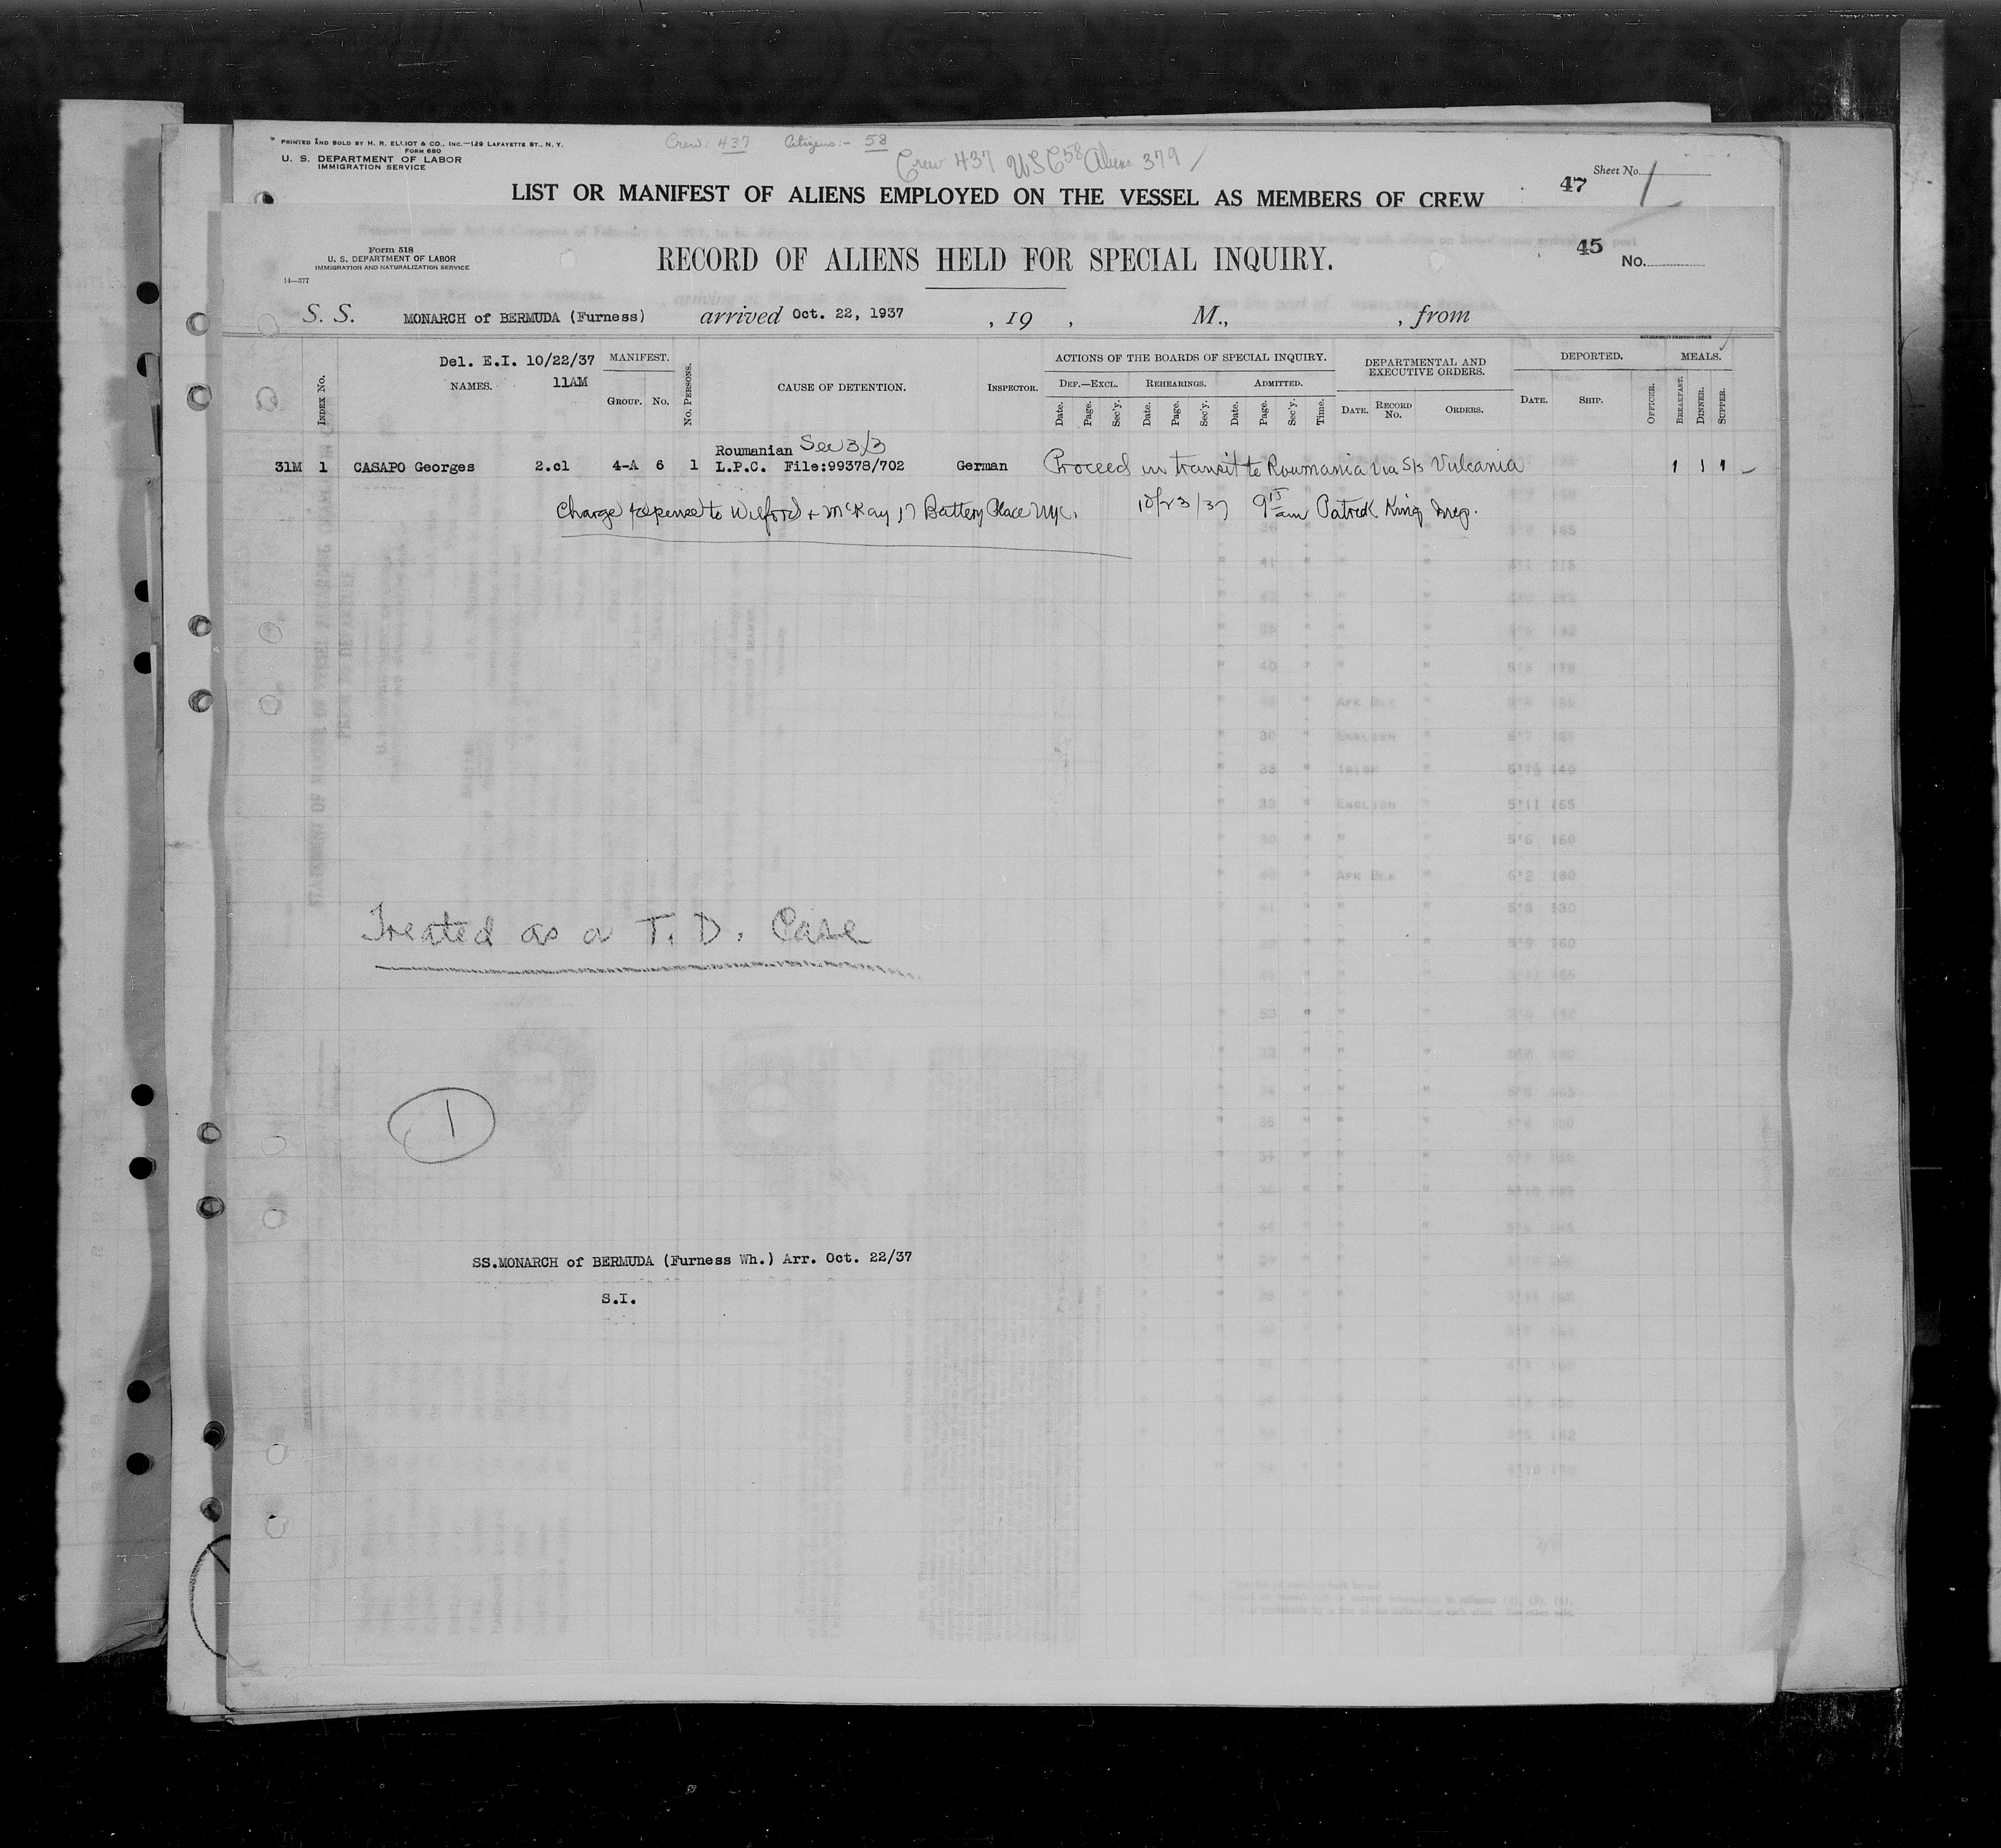 PRINTED AND SOLD BY H. R. ELLIOT & CO., INC.—129 LAFAYETTE ST., N. Y.
FORM 680
U. S. DEPARTMENT OF LABOR
IMMIGRATION SERVICE
Crew: 437 Citizens:- 58
Crew 437 USC 58 Aliens 379
Sheet No. 1
47
LIST OR MANIFEST OF ALIENS EMPLOYED ON THE VESSEL AS MEMBERS OF CREW
Form 518
U. S. DEPARTMENT OF LABOR
IMMIGRATION AND NATURALIZATION SERVICE
14—377
RECORD OF ALIENS HELD FOR SPECIAL INQUIRY.
45
No.
S. S. MONARCH of BERMUDA (Furness) arrived Oct. 22, 1937 , 19 , M., , from
Del. E.I. 10/22/37
11AM
INDEX No. NAMES. MANIFEST. GROUP. No. No. PERSONS. CAUSE OF DETENTION. INSPECTOR.
ACTIONS OF THE BOARDS OF SPECIAL INQUIRY.
DEF.—EXCL. REHEARINGS. ADMITTED.
Date. Page. Sec'y. Date. Page. Sec'y. Date. Page. Sec'y. Time.
DEPARTMENTAL AND EXECUTIVE ORDERS.
DATE. RECORD No. ORDERS.
DEPORTED.
DATE. SHIP. OFFICER.
MEALS.
BREAKFAST. DINNER. SUPPER.
Roumanian Sec 3/3
31M 1 CASAPO Georges 2.cl 4-A 6 1 L.P.C. File:99378/702 German Proceed in transit to Roumania via S/s Vulcania 1 1 1
Charge expense to Wilford & McKay 17 Battery Place NYC. 10/23/37 9 15 am Patrick King Insp.
Treated as a T. D. Case
1
SS.MONARCH of BERMUDA (Furness Wh.) Arr. Oct. 22/37
S.I.